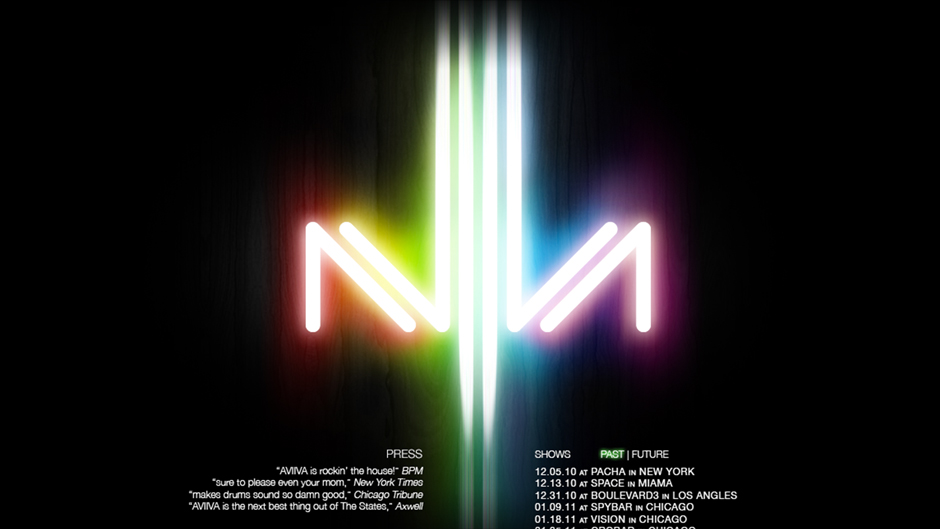 PRESS
"AVIIVA is rockin' the house!" BPM
"sure to please even your mom," New York Times
"makes drums sound so damn good," Chicago Tribune
"AVIIVA is the next best thing out of The States," Axwell
SHOWS PAST | FUTURE
12.05.10 AT PACHA IN NEW YORK
12.13.10 AT SPACE IN MIAMA
12.31.10 AT BOULEVARD3 IN LOS ANGLES
01.09.11 AT SPYBAR IN CHICAGO
01.18.11 AT VISION IN CHICAGO